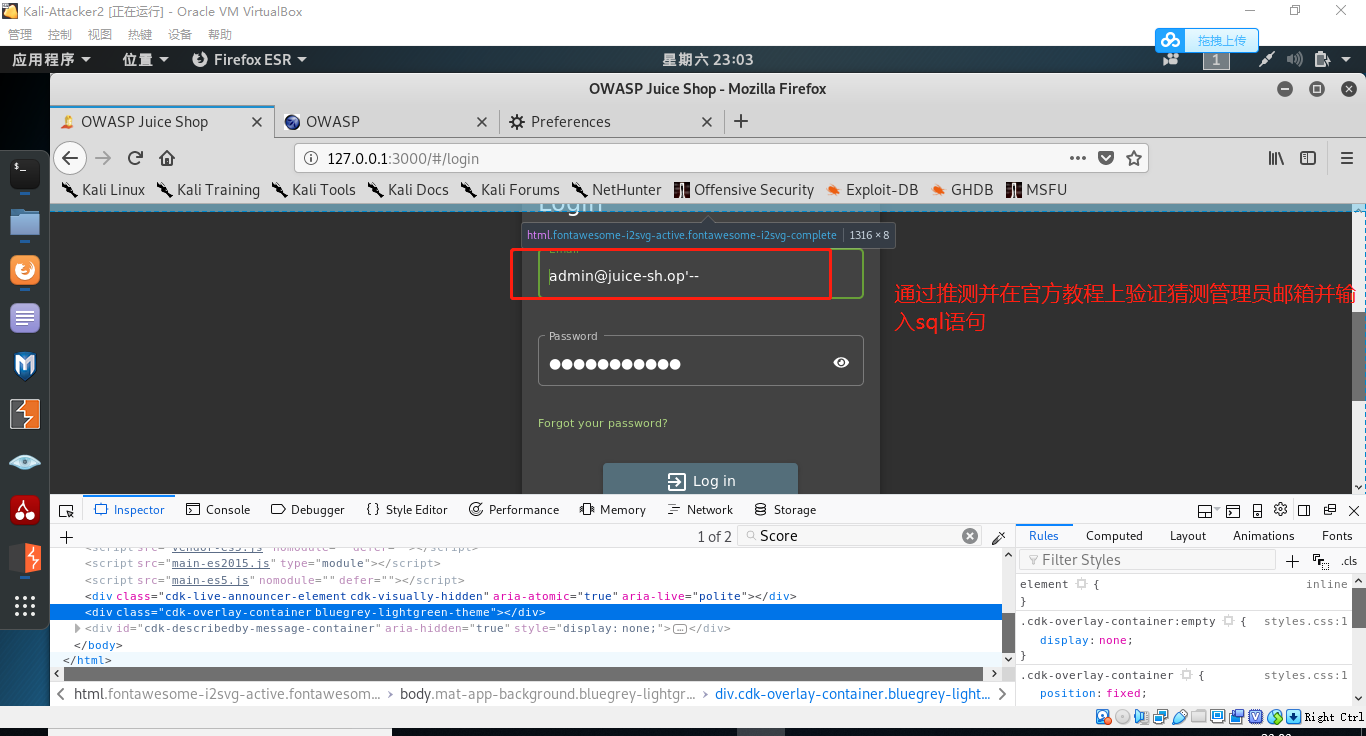 Kali-Attacker2 [正在运行] - Oracle VM VirtualBox
管理 控制 视图 热键 设备 帮助
拖拽上传
应用程序 位置 Firefox ESR 星期六 23:03 1
OWASP Juice Shop - Mozilla Firefox
OWASP Juice Shop OWASP Preferences
127.0.0.1:3000/#/login
Kali Linux Kali Training Kali Tools Kali Docs Kali Forums NetHunter Offensive Security Exploit-DB GHDB MSFU
Login
html.fontawesome-i2svg-active.fontawesome-i2svg-complete 1316 × 8
Email
admin@juice-sh.op'--
通过推测并在官方教程上验证猜测管理员邮箱并输
入sql语句
Password
●●●●●●●●●●●
Forgot your password?
Log in
Inspector Console Debugger {} Style Editor Performance Memory Network Storage
1 of 2 Score Rules Computed Layout Animations Fonts
Filter Styles .cls
<script src="vendor-es5.js" nomodule="" defer=""></script>
<script src="main-es2015.js" type="module"></script>
<script src="main-es5.js" nomodule="" defer=""></script>
<div class="cdk-live-announcer-element cdk-visually-hidden" aria-atomic="true" aria-live="polite"></div>
<div class="cdk-overlay-container bluegrey-lightgreen-theme"></div>
<div id="cdk-describedby-message-container" aria-hidden="true" style="display: none;">…</div>
</body>
</html>
element { inline
}
.cdk-overlay-container:empty { styles.css:1
display: none;
}
.cdk-overlay-container { styles.css:1
position: fixed;
html.fontawesome-i2svg-active.fontawesom… body.mat-app-background.bluegrey-lightgr… div.cdk-overlay-container.bluegrey-light…
Right Ctrl